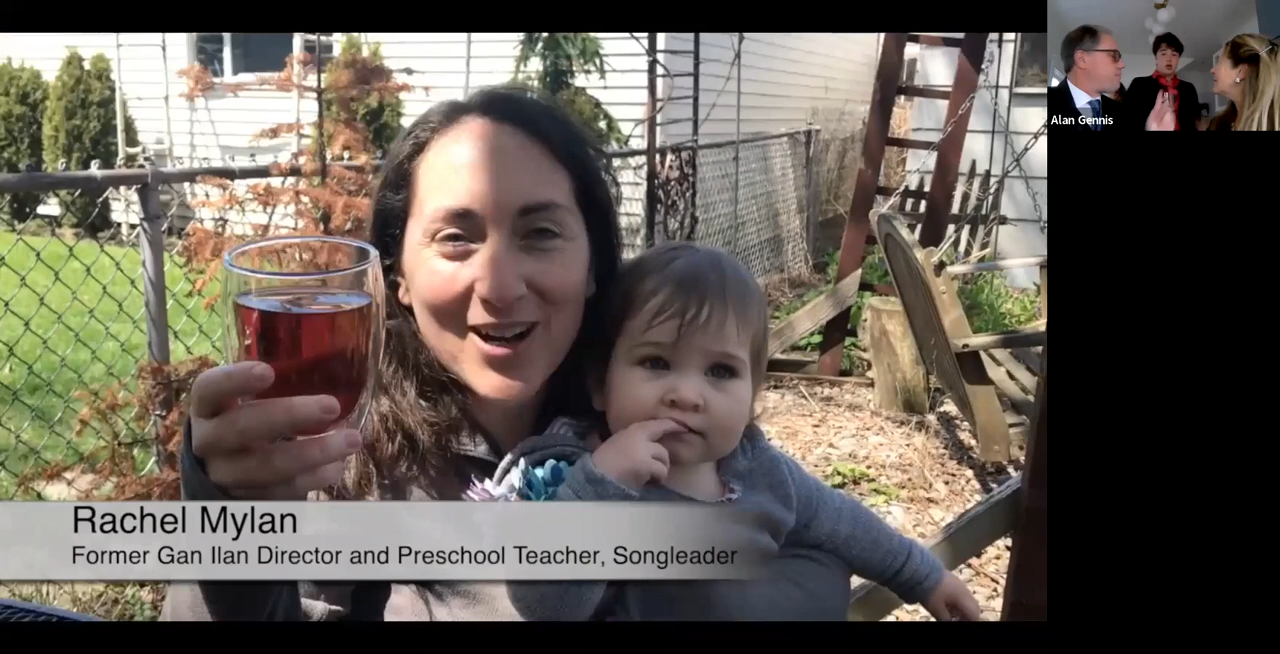 Alan Gennis
Rachel Mylan
Former Gan Ilan Director and Preschool Teacher, Songleader